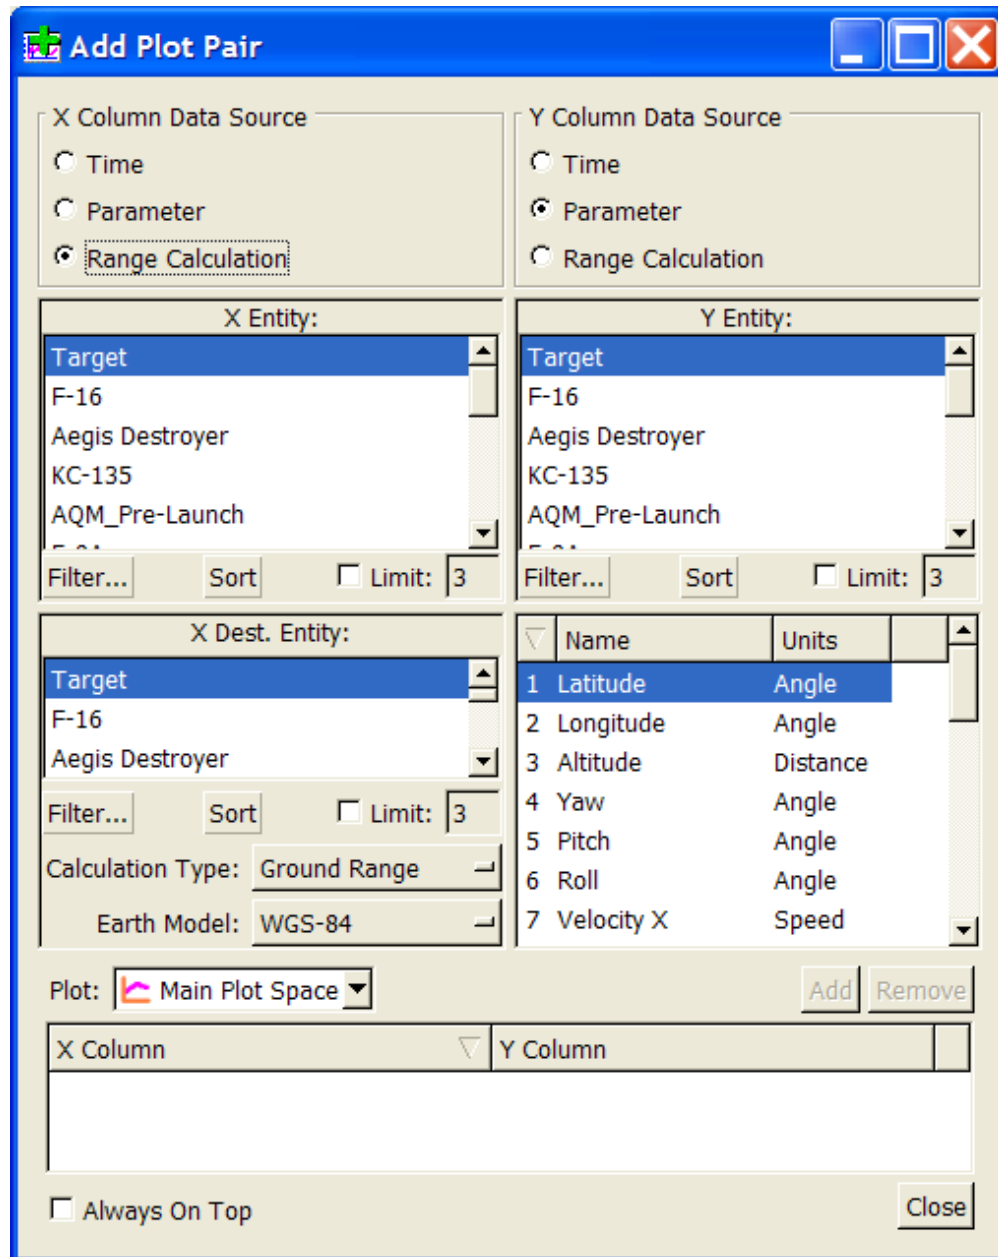 Add Plot Pair
X Column Data Source
Time
Parameter
Range Calculation
Y Column Data Source
Time
Parameter
Range Calculation
X Entity:
Target
F-16
Aegis Destroyer
KC-135
AQM_Pre-Launch
Filter...
Sort
Limit: 3
Y Entity:
Target
F-16
Aegis Destroyer
KC-135
AQM_Pre-Launch
Filter...
Sort
Limit: 3
X Dest. Entity:
Target
F-16
Aegis Destroyer
Filter...
Sort
Limit: 3
Calculation Type: Ground Range
Earth Model: WGS-84
Name Units
1 Latitude Angle
2 Longitude Angle
3 Altitude Distance
4 Yaw Angle
5 Pitch Angle
6 Roll Angle
7 Velocity X Speed
Plot: Main Plot Space
Add Remove
X Column Y Column
Always On Top
Close